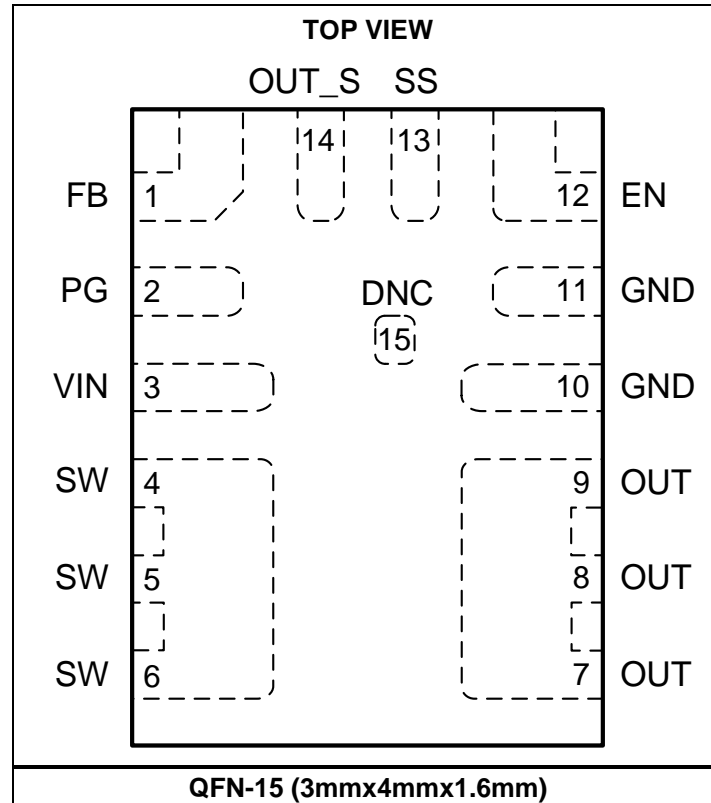 TOP VIEW
OUT_S SS
14 13
FB 1 12 EN
PG 2 DNC 11 GND
15
VIN 3 10 GND
SW 4 9 OUT
SW 5 8 OUT
SW 6 7 OUT
QFN-15 (3mmx4mmx1.6mm)